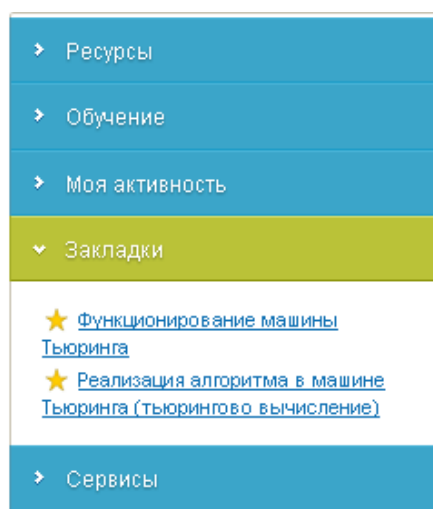 Ресурсы
Обучение
Моя активность
Закладки
Функционирование машины
Тьюринга
Реализация алгоритма в машине
Тьюринга (тьюрингово вычисление)
Сервисы